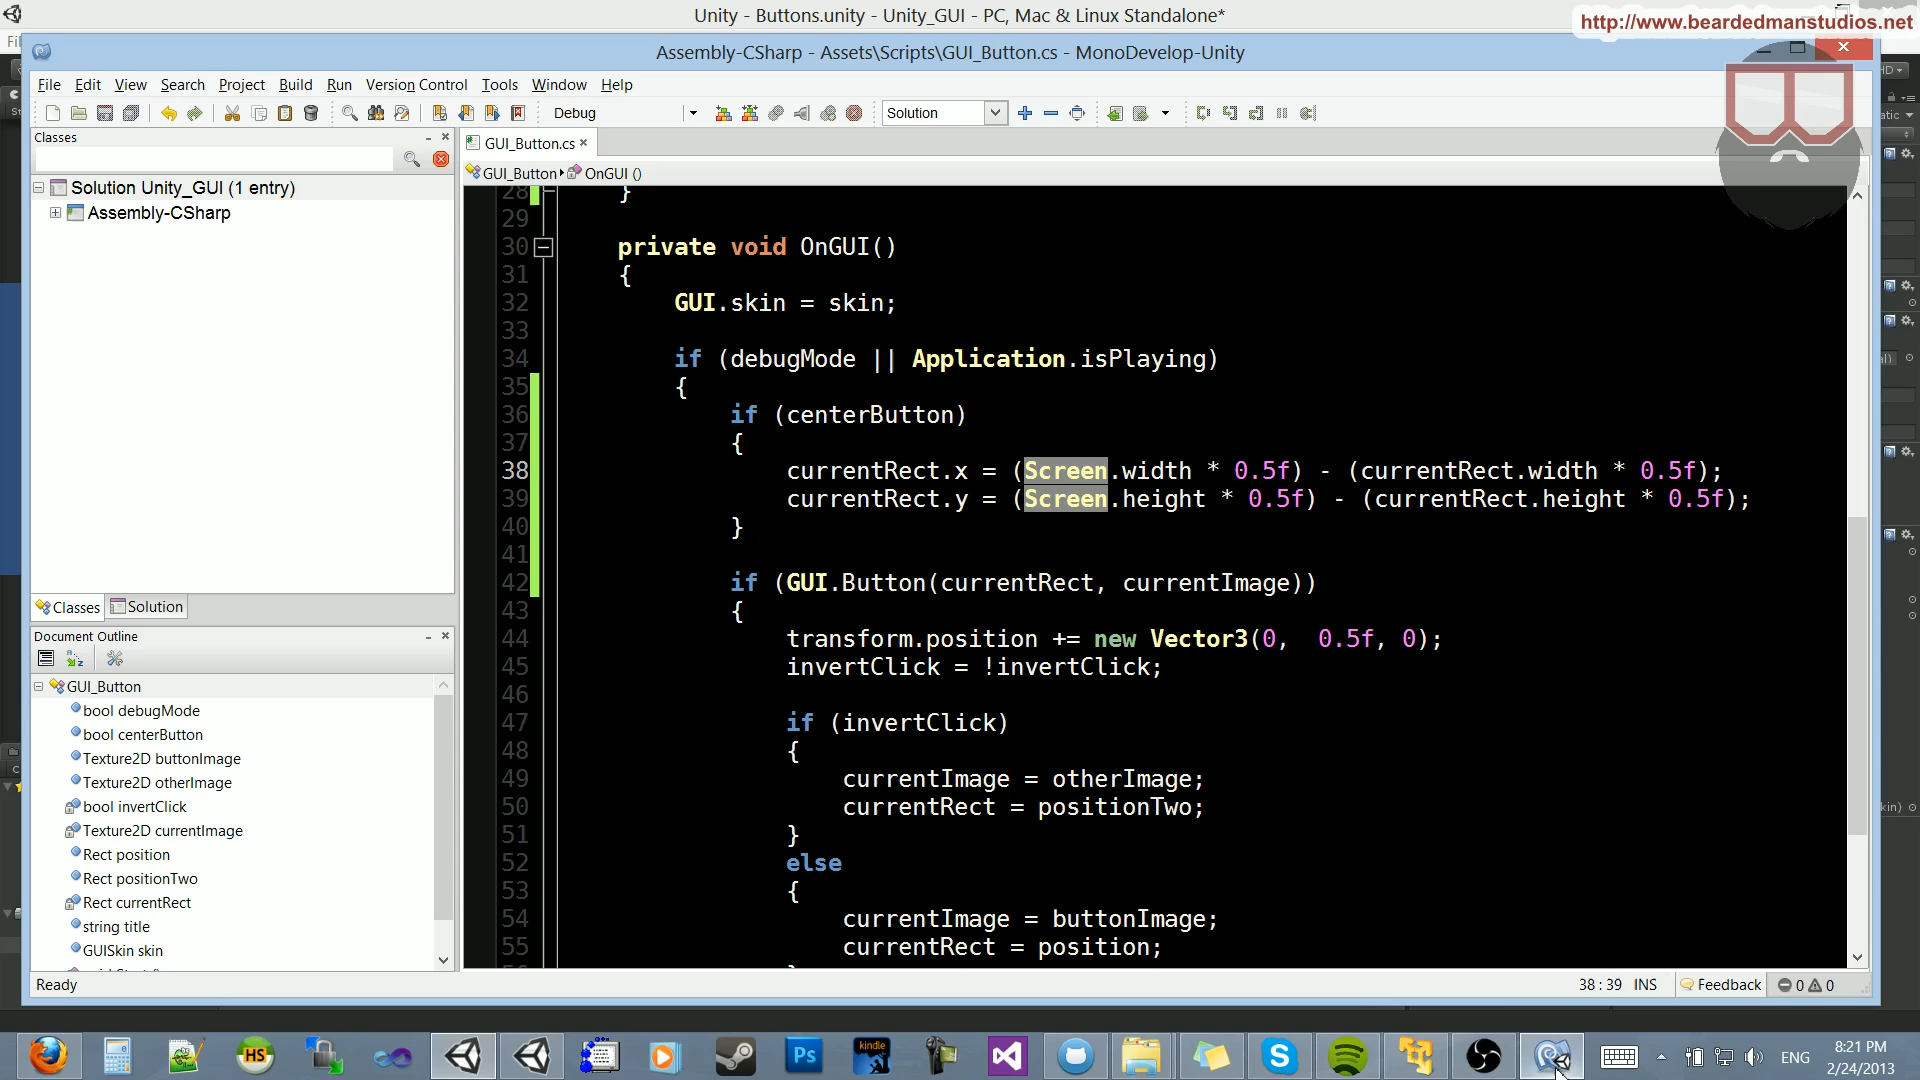 Unity - Buttons.unity - Unity_GUI - PC, Mac & Linux Standalone*
http://www.beardedmanstudios.net
Assembly-CSharp - Assets\Scripts\GUI_Button.cs - MonoDevelop-Unity
File Edit View Search Project Build Run Version Control Tools Window Help
Debug
Solution
Classes
GUI_Button.cs
GUI_Button OnGUI ()
Solution Unity_GUI (1 entry)
Assembly-CSharp
28 }
29
30 private void OnGUI()
31 {
32 GUI.skin = skin;
33
34 if (debugMode || Application.isPlaying)
35 {
36 if (centerButton)
37 {
38 currentRect.x = (Screen.width * 0.5f) - (currentRect.width * 0.5f);
39 currentRect.y = (Screen.height * 0.5f) - (currentRect.height * 0.5f);
40 }
41
42 if (GUI.Button(currentRect, currentImage))
43 {
44 transform.position += new Vector3(0,  0.5f, 0);
45 invertClick = !invertClick;
46
47 if (invertClick)
48 {
49 currentImage = otherImage;
50 currentRect = positionTwo;
51 }
52 else
53 {
54 currentImage = buttonImage;
55 currentRect = position;
Classes Solution
Document Outline
GUI_Button
bool debugMode
bool centerButton
Texture2D buttonImage
Texture2D otherImage
bool invertClick
Texture2D currentImage
Rect position
Rect positionTwo
Rect currentRect
string title
GUISkin skin
Ready
38 : 39 INS
Feedback
0 0
HS
Ps
kindle
ENG
8:21 PM
2/24/2013